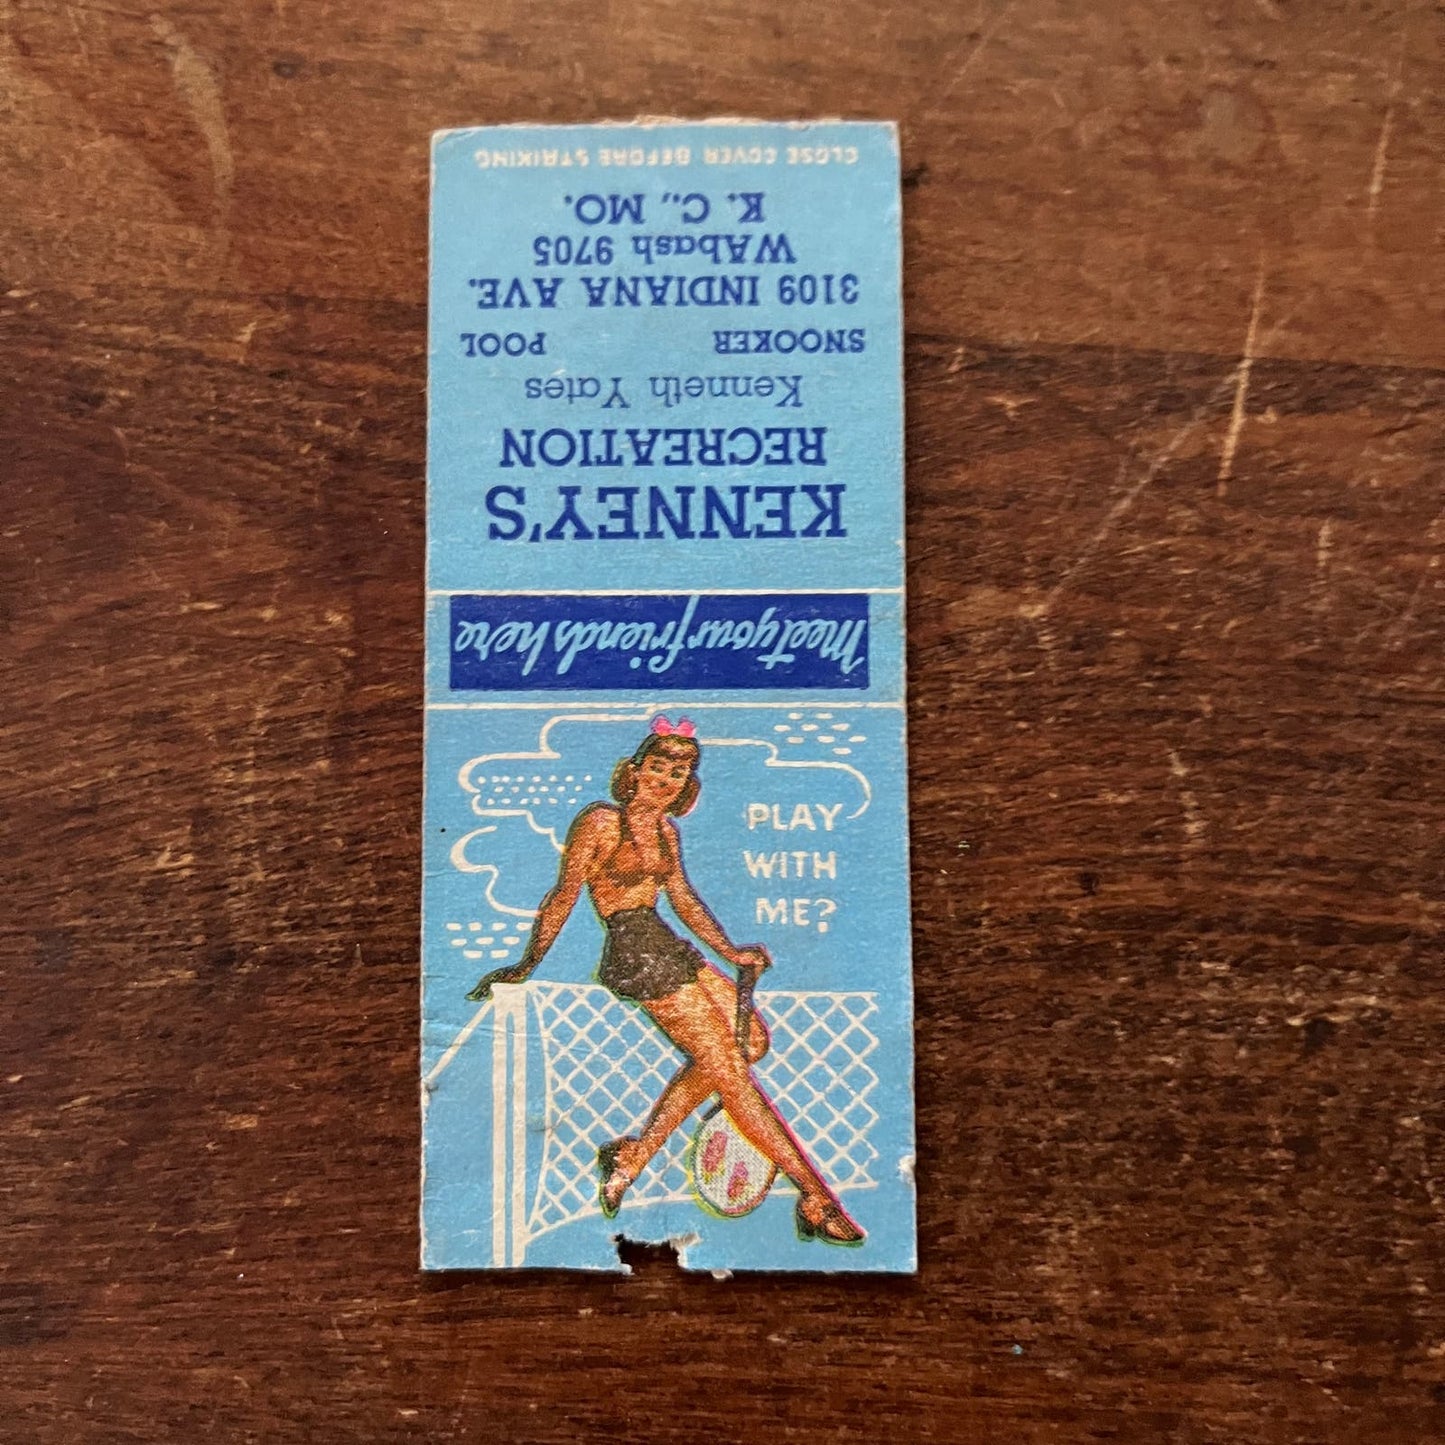 KENNEY'S
RECREATION
Kenneth Yates
SNOOKER POOL
3109 INDIANA AVE.
WAbash 9705
K. C., MO.
CLOSE COVER BEFORE STRIKING
Meet your friends here
PLAY
WITH
ME?